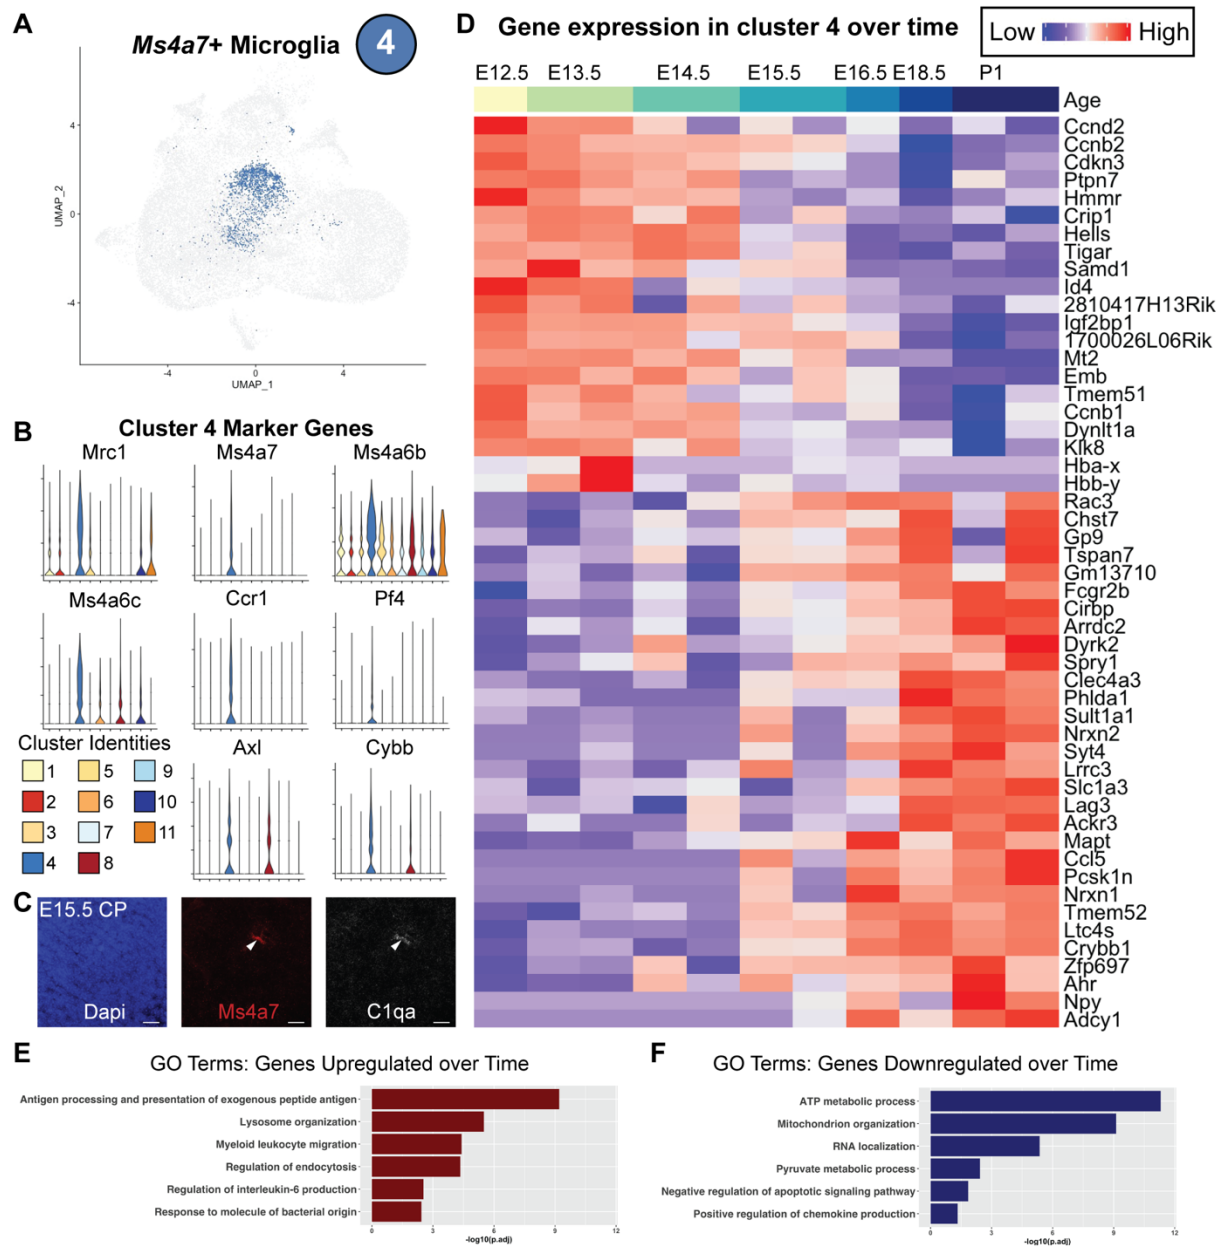 A
Ms4a7+ Microglia
4
UMAP_2
4
0
-4
-4
0
4
UMAP_1
B
Cluster 4 Marker Genes
Mrc1
Ms4a7
Ms4a6b
Ms4a6c
Ccr1
Pf4
Axl
Cybb
Cluster Identities
1
5
9
2
6
10
3
7
11
4
8
C
E15.5 CP
Dapi
Ms4a7
C1qa
D
Gene expression in cluster 4 over time
Low
High
E12.5
E13.5
E14.5
E15.5
E16.5
E18.5
P1
Age
Ccnd2
Ccnb2
Cdkn3
Ptpn7
Hmmr
Crip1
Hells
Tigar
Samd1
Id4
2810417H13Rik
Igf2bp1
1700026L06Rik
Mt2
Emb
Tmem51
Ccnb1
Dynlt1a
Klk8
Hba-x
Hbb-y
Rac3
Chst7
Gp9
Tspan7
Gm13710
Fcgr2b
Cirbp
Arrdc2
Dyrk2
Spry1
Clec4a3
Phlda1
Sult1a1
Nrxn2
Syt4
Lrrc3
Slc1a3
Lag3
Ackr3
Mapt
Ccl5
Pcsk1n
Nrxn1
Tmem52
Ltc4s
Crybb1
Zfp697
Ahr
Npy
Adcy1
E
GO Terms: Genes Upregulated over Time
Antigen processing and presentation of exogenous peptide antigen
Lysosome organization
Myeloid leukocyte migration
Regulation of endocytosis
Regulation of interleukin-6 production
Response to molecule of bacterial origin
0
3
6
9
12
-log10(p.adj)
F
GO Terms: Genes Downregulated over Time
ATP metabolic process
Mitochondrion organization
RNA localization
Pyruvate metabolic process
Negative regulation of apoptotic signaling pathway
Positive regulation of chemokine production
0
3
6
9
12
-log10(p.adj)